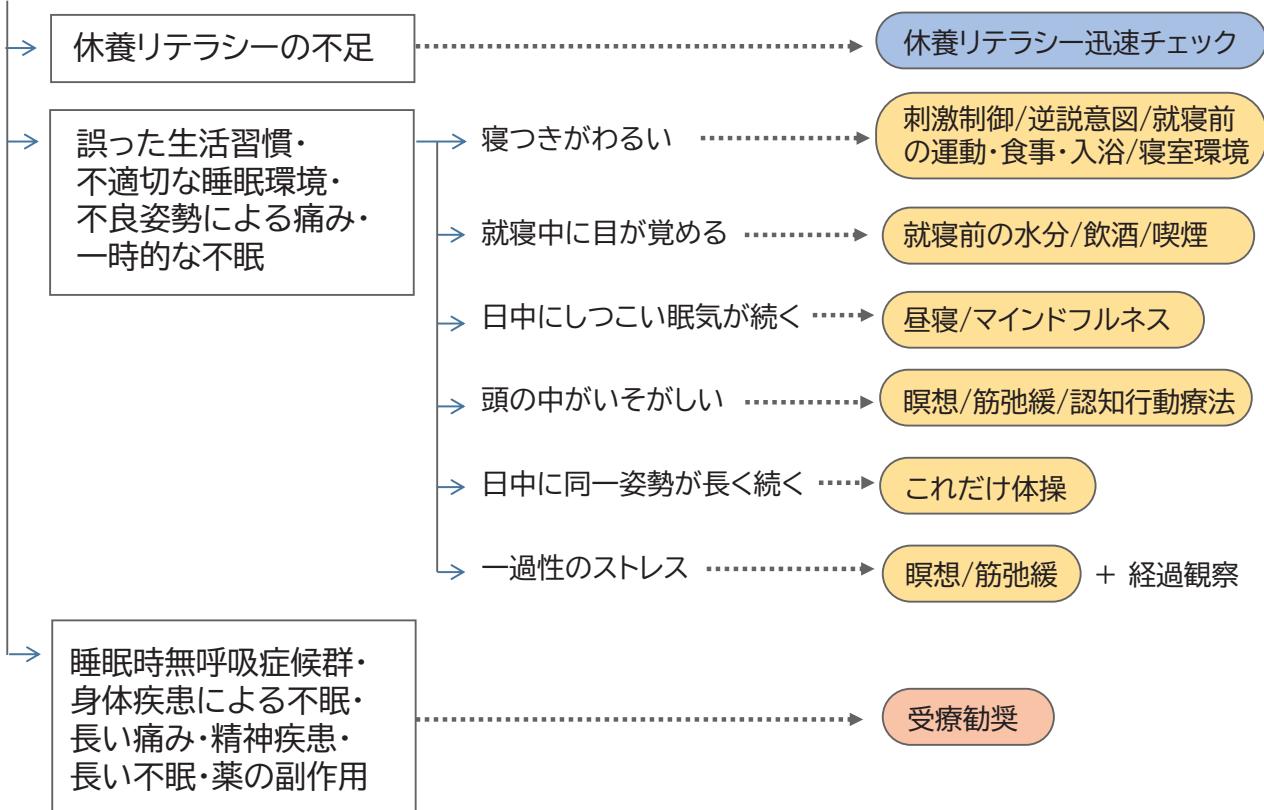 休養リテラシーの不足
休養リテラシー迅速チェック
誤った生活習慣・
不適切な睡眠環境・
不良姿勢による痛み・
一時的な不眠
寝つきがわるい
刺激制御/逆説意図/就寝前
の運動・食事・入浴/寝室環境
就寝中に目が覚める
就寝前の水分/飲酒/喫煙
日中にしつこい眠気が続く
昼寝/マインドフルネス
頭の中がいそがしい
瞑想/筋弛緩/認知行動療法
日中に同一姿勢が長く続く
これだけ体操
一過性のストレス
瞑想/筋弛緩 + 経過観察
睡眠時無呼吸症候群・
身体疾患による不眠・
長い痛み・精神疾患・
長い不眠・薬の副作用
受療勧奨